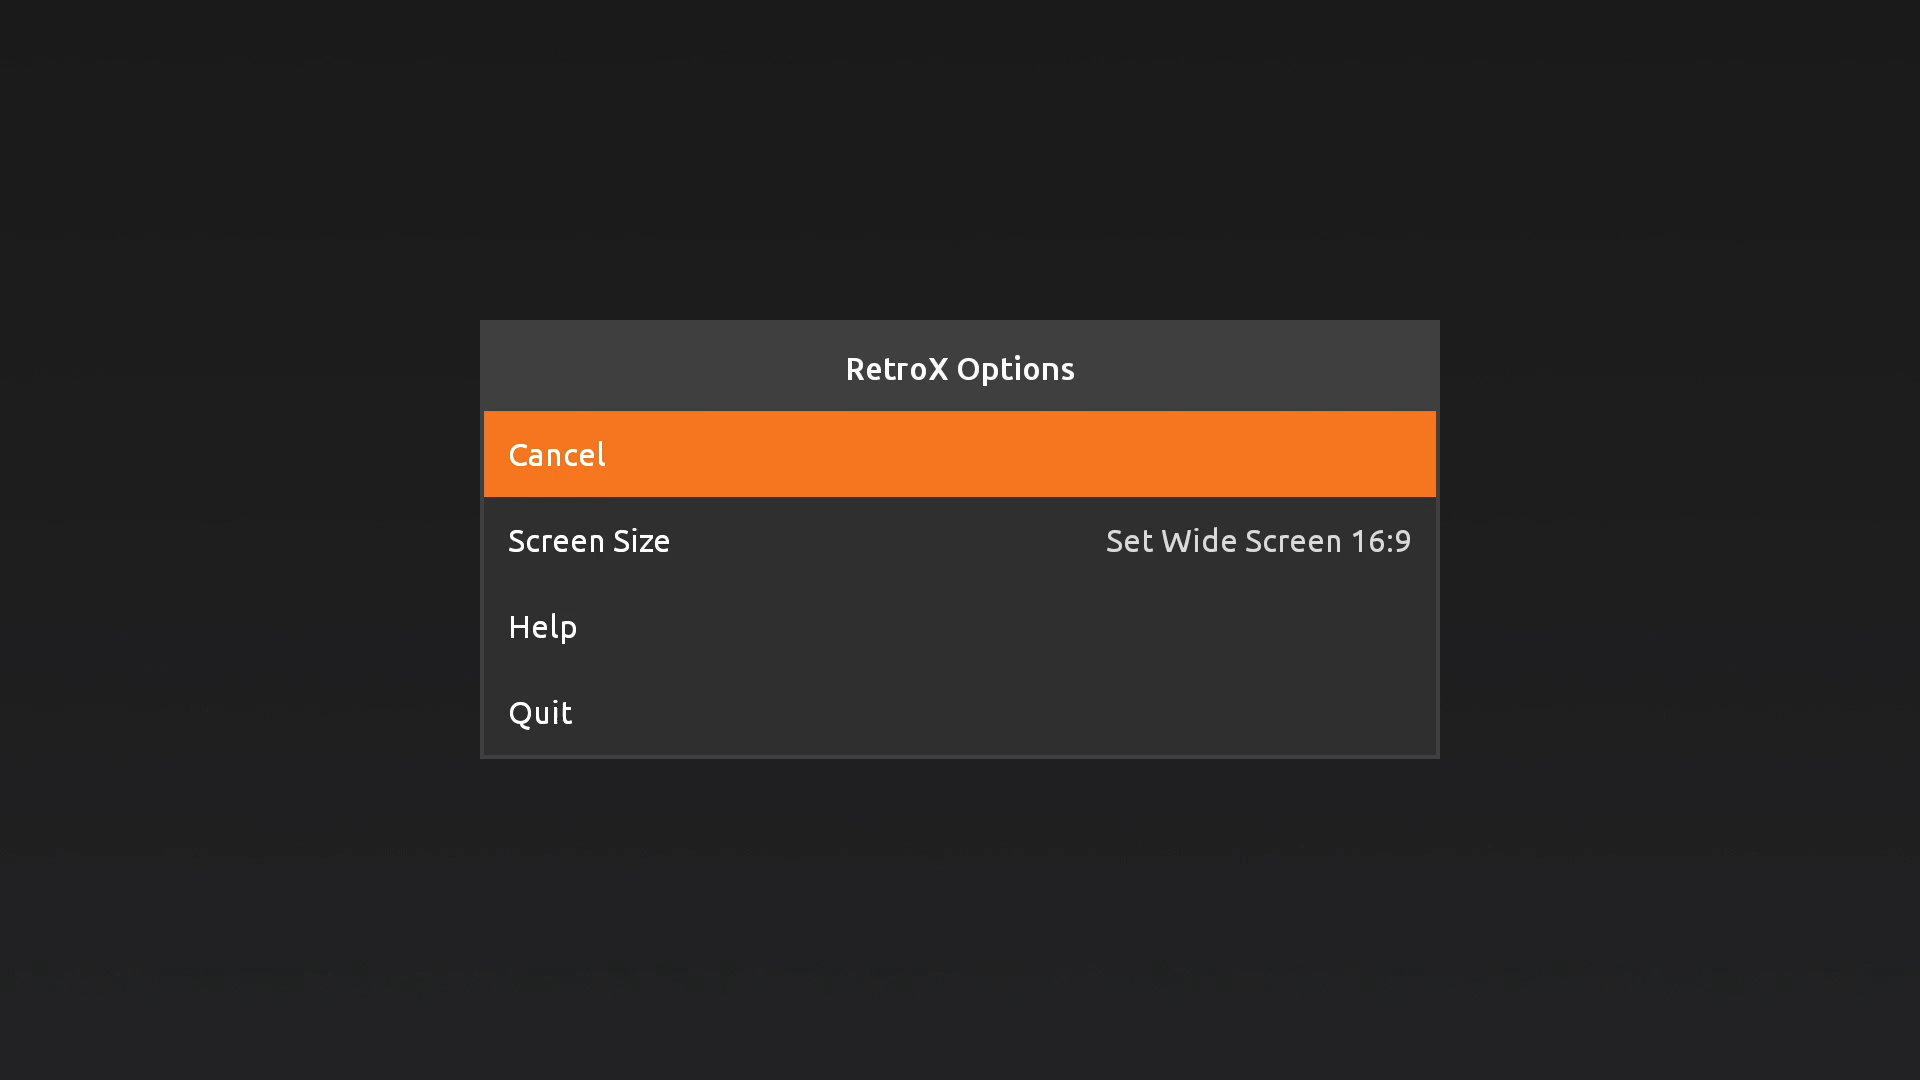 RetroX Options
Cancel
Screen Size Set Wide Screen 16:9
Help
Quit